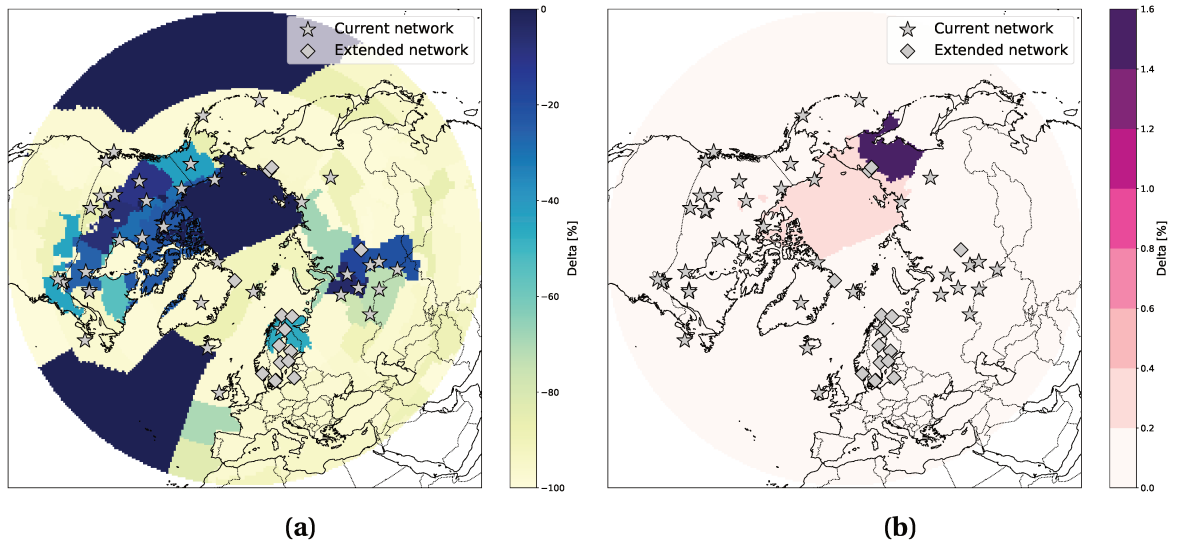 Current network
Extended network
0
−20
−40
−60
−80
−100
Delta [%]
(a)
Current network
Extended network
1.6
1.4
1.2
1.0
0.8
0.6
0.4
0.2
0.0
Delta [%]
(b)